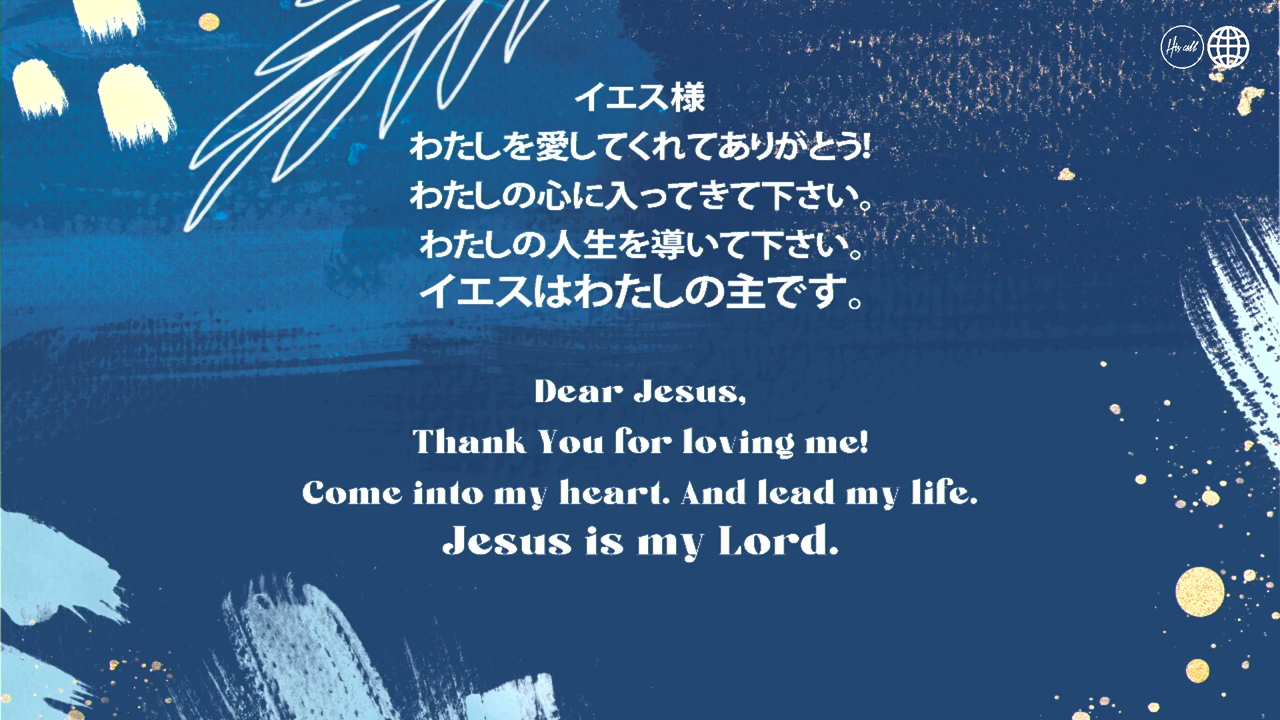 His call
イエス様
わたしを愛してくれてありがとう!
わたしの心に入ってきて下さい。
わたしの人生を導いて下さい。
イエスはわたしの主です。
Dear Jesus,
Thank You for loving me!
Come into my heart. And lead my life.
Jesus is my Lord.